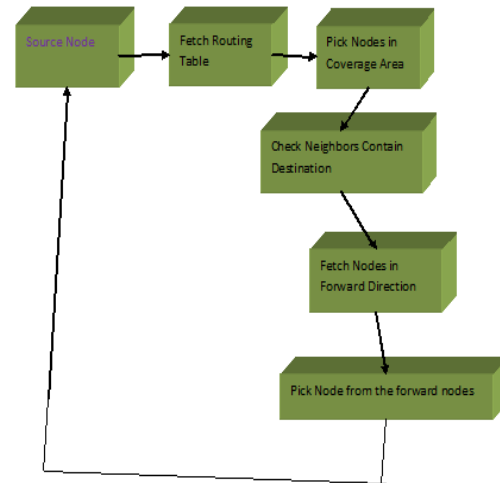 Source Node
Fetch Routing
Table
Pick Nodes in
Coverage Area
Check Neighbors Contain
Destination
Fetch Nodes in
Forward Direction
Pick Node from the forward nodes